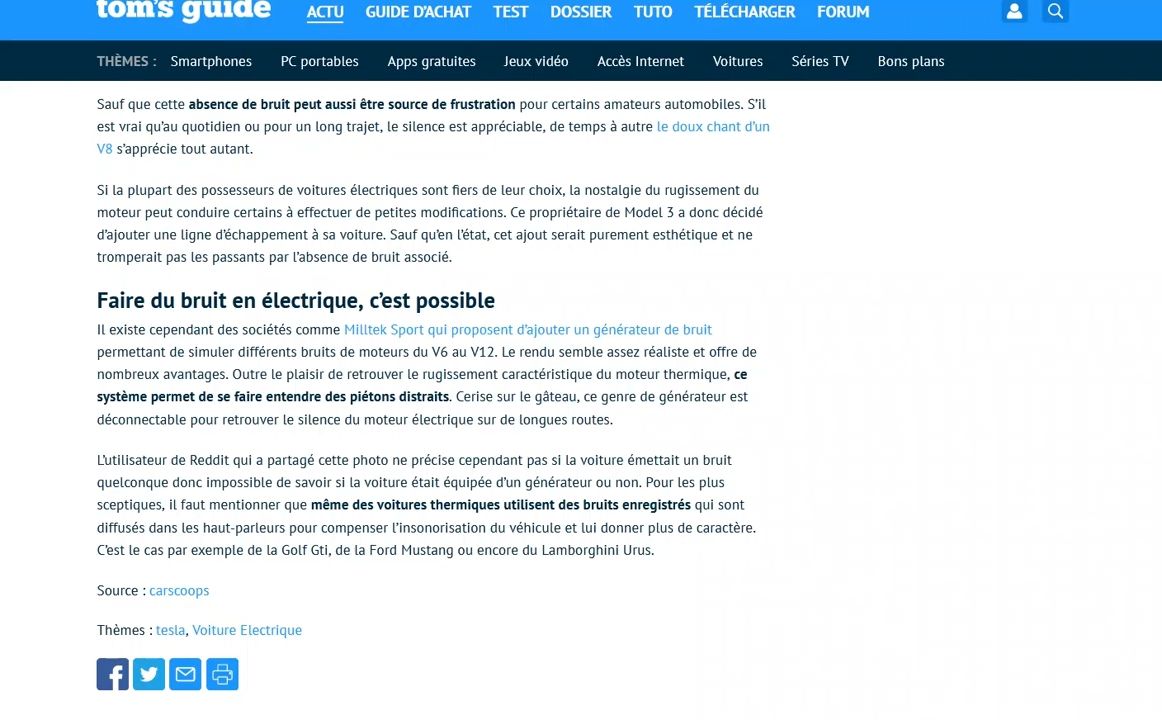 tom's guide
ACTU GUIDE D'ACHAT TEST DOSSIER TUTO TÉLÉCHARGER FORUM
THÈMES : Smartphones PC portables Apps gratuites Jeux vidéo Accès Internet Voitures Séries TV Bons plans
Sauf que cette absence de bruit peut aussi être source de frustration pour certains amateurs automobiles. S’il
est vrai qu’au quotidien ou pour un long trajet, le silence est appréciable, de temps à autre le doux chant d’un
V8 s’apprécie tout autant.
Si la plupart des possesseurs de voitures électriques sont fiers de leur choix, la nostalgie du rugissement du
moteur peut conduire certains à effectuer de petites modifications. Ce propriétaire de Model 3 a donc décidé
d’ajouter une ligne d’échappement à sa voiture. Sauf qu’en l’état, cet ajout serait purement esthétique et ne
tromperait pas les passants par l’absence de bruit associé.
Faire du bruit en électrique, c’est possible
Il existe cependant des sociétés comme Milltek Sport qui proposent d’ajouter un générateur de bruit
permettant de simuler différents bruits de moteurs du V6 au V12. Le rendu semble assez réaliste et offre de
nombreux avantages. Outre le plaisir de retrouver le rugissement caractéristique du moteur thermique, ce
système permet de se faire entendre des piétons distraits. Cerise sur le gâteau, ce genre de générateur est
déconnectable pour retrouver le silence du moteur électrique sur de longues routes.
L’utilisateur de Reddit qui a partagé cette photo ne précise cependant pas si la voiture émettait un bruit
quelconque donc impossible de savoir si la voiture était équipée d’un générateur ou non. Pour les plus
sceptiques, il faut mentionner que même des voitures thermiques utilisent des bruits enregistrés qui sont
diffusés dans les haut-parleurs pour compenser l’insonorisation du véhicule et lui donner plus de caractère.
C’est le cas par exemple de la Golf Gti, de la Ford Mustang ou encore du Lamborghini Urus.
Source : carscoops
Thèmes : tesla, Voiture Electrique